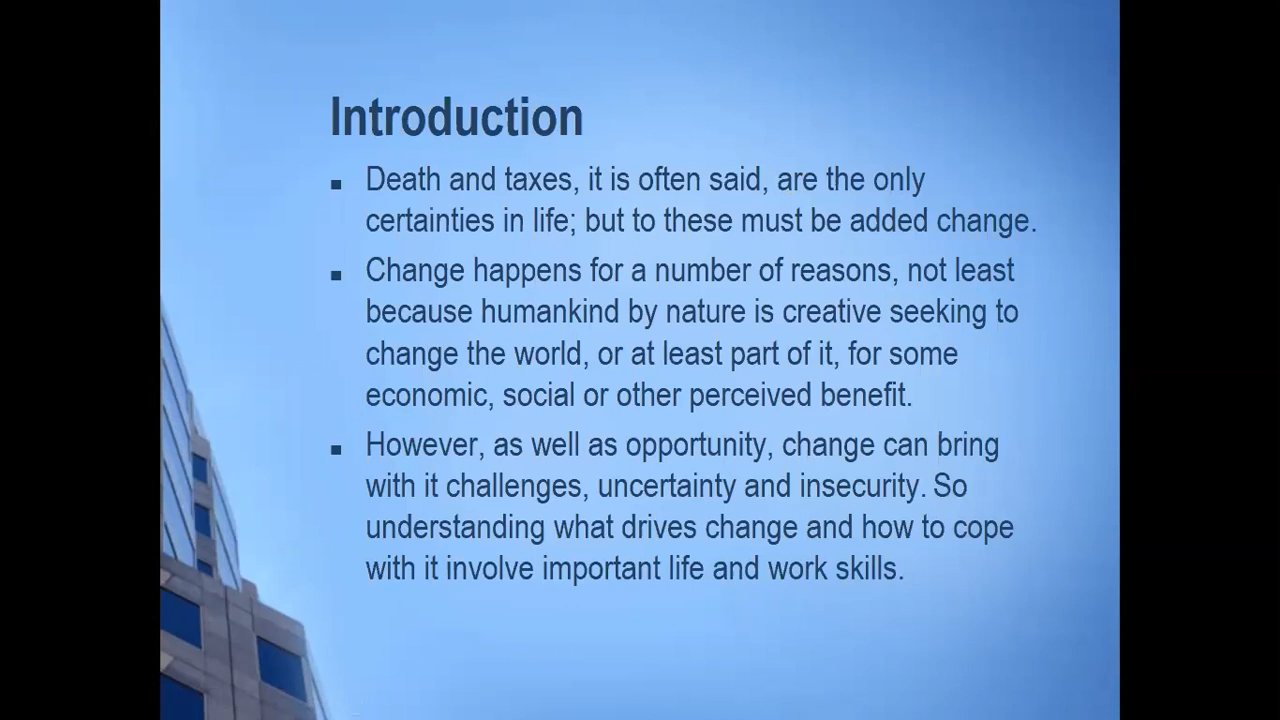 Introduction
▪ Death and taxes, it is often said, are the only
certainties in life; but to these must be added change.
▪ Change happens for a number of reasons, not least
because humankind by nature is creative seeking to
change the world, or at least part of it, for some
economic, social or other perceived benefit.
▪ However, as well as opportunity, change can bring
with it challenges, uncertainty and insecurity. So
understanding what drives change and how to cope
with it involve important life and work skills.